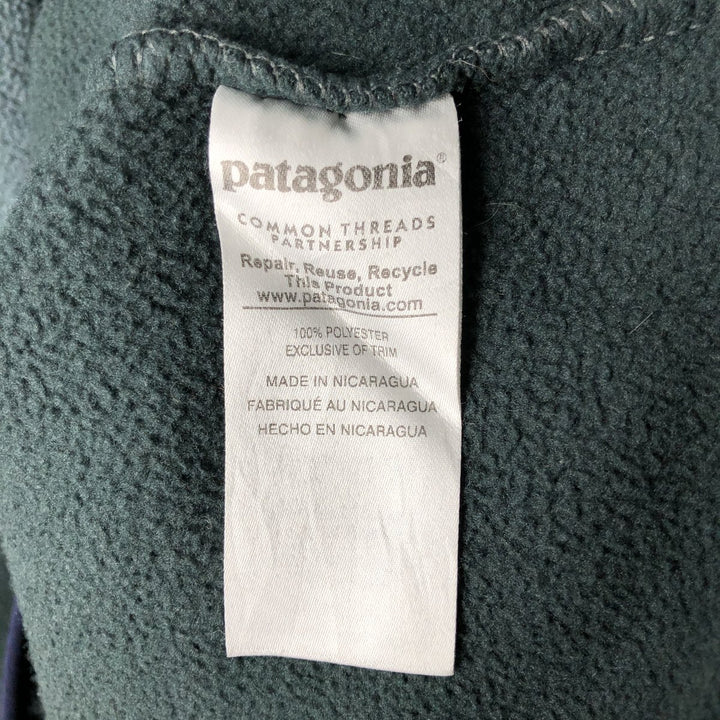 patagonia®
COMMON THREADS
PARTNERSHIP
Repair, Reuse, Recycle
This Product
www.patagonia.com
100% POLYESTER
EXCLUSIVE OF TRIM
MADE IN NICARAGUA
FABRIQUÉ AU NICARAGUA
HECHO EN NICARAGUA